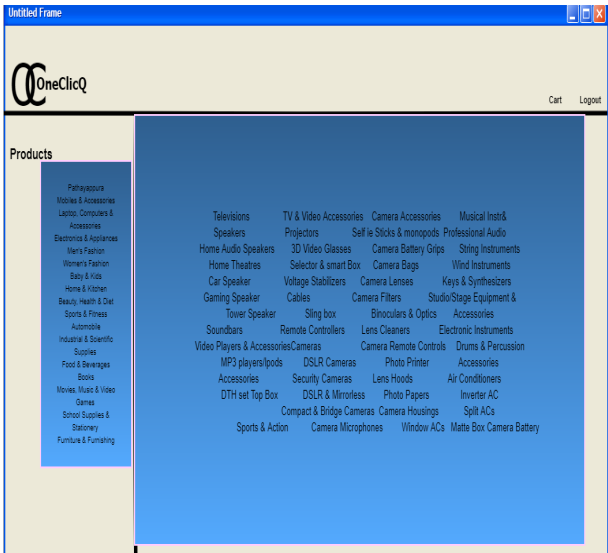 Untitled Frame
OC OneClicQ
Cart Logout
Products
Pathayappura
Mobiles & Accessories
Laptop, Computers &
Accessories
Electronics & Appliances
Men's Fashion
Women's Fashion
Baby & Kids
Home & Kitchen
Beauty, Health & Diet
Sports & Fitness
Automobile
Industrial & Scientific
Supplies
Food & Beverages
Books
Movies, Music & Video
Games
School Supplies &
Stationery
Furniture & Furnishing
Televisions TV & Video Accessories Camera Accessories Musical Instr&
Speakers Projectors Self ie Sticks & monopods Professional Audio
Home Audio Speakers 3D Video Glasses Camera Battery Grips String Instruments
Home Theatres Selector & smart Box Camera Bags Wind Instruments
Car Speaker Voltage Stabilizers Camera Lenses Keys & Synthesizers
Gaming Speaker Cables Camera Filters Studio/Stage Equipment &
Tower Speaker Sling box Binoculars & Optics Accessories
Soundbars Remote Controllers Lens Cleaners Electronic Instruments
Video Players & AccessoriesCameras Camera Remote Controls Drums & Percussion
MP3 players/Ipods DSLR Cameras Photo Printer Accessories
Accessories Security Cameras Lens Hoods Air Conditioners
DTH set Top Box DSLR & Mirrorless Photo Papers Inverter AC
Compact & Bridge Cameras Camera Housings Split ACs
Sports & Action Camera Microphones Window ACs Matte Box Camera Battery